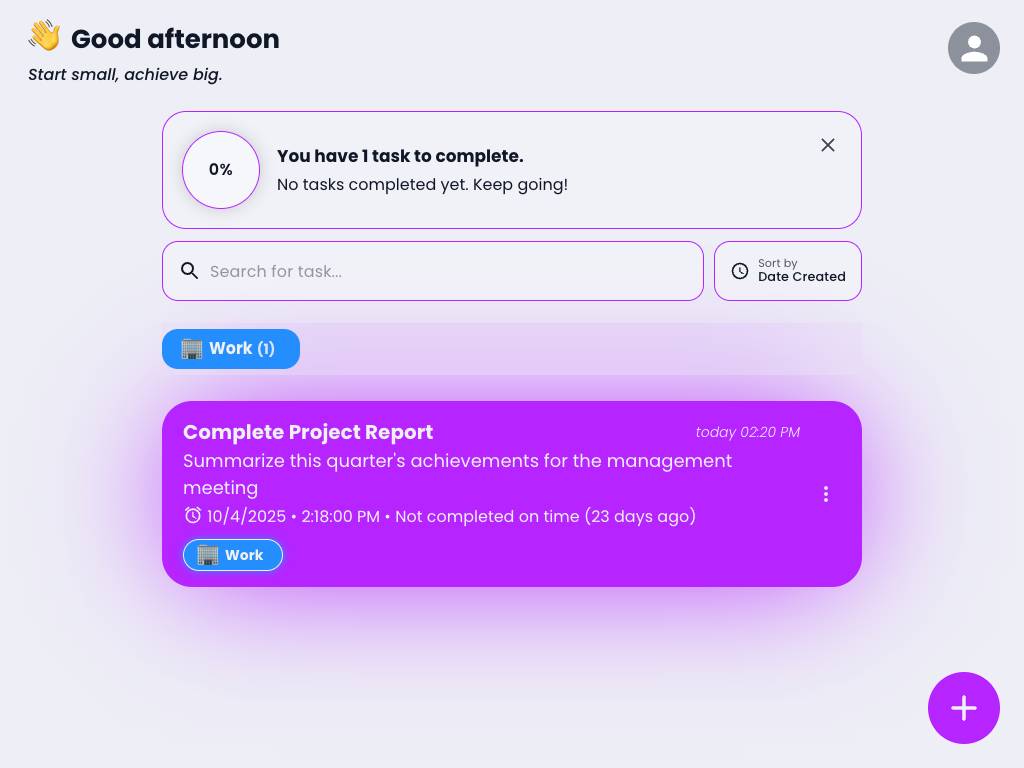 👋 Good afternoon
Start small, achieve big.
0%
You have 1 task to complete.
No tasks completed yet. Keep going!
Search for task...
Sort by
Date Created
🏢 Work (1)
Complete Project Report
today 02:20 PM
Summarize this quarter's achievements for the management
meeting
10/4/2025 • 2:18:00 PM • Not completed on time (23 days ago)
🏢 Work